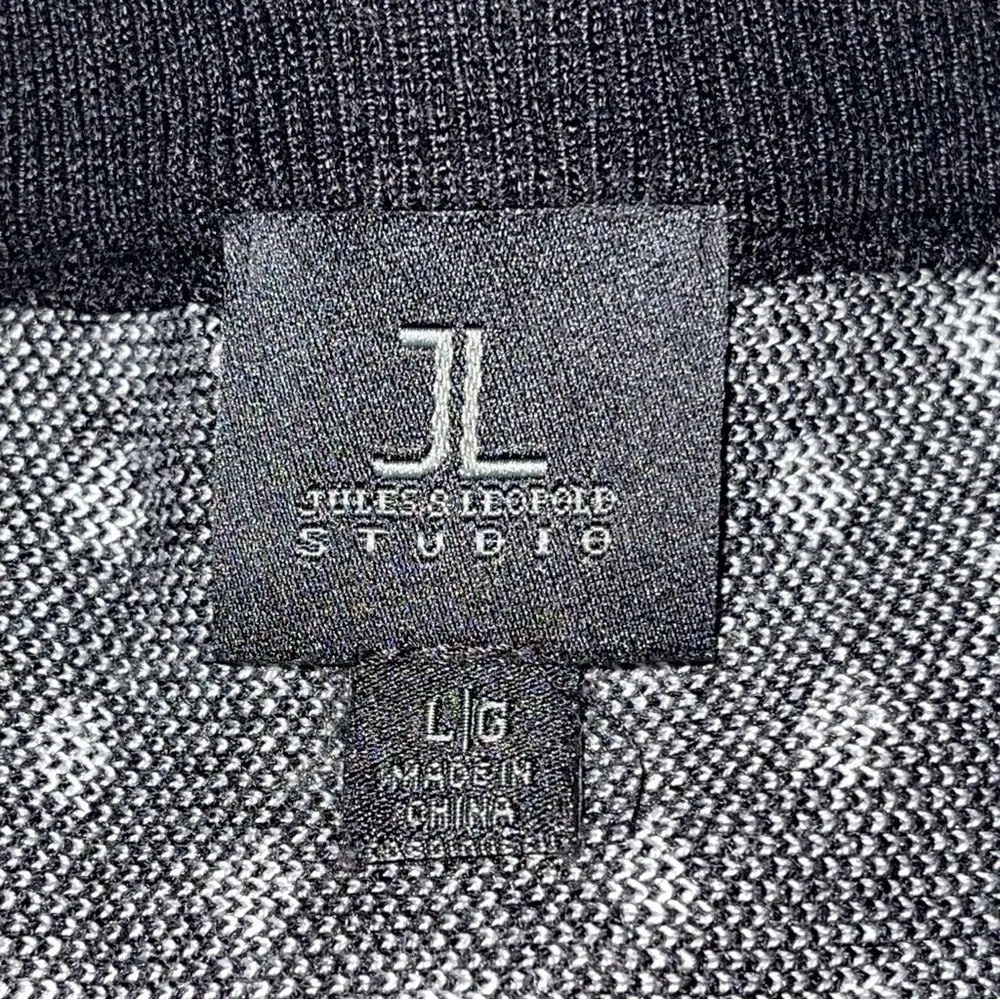 JL
JULES & LEOPOLD
STUDIO
L|G
MADE IN
CHINA